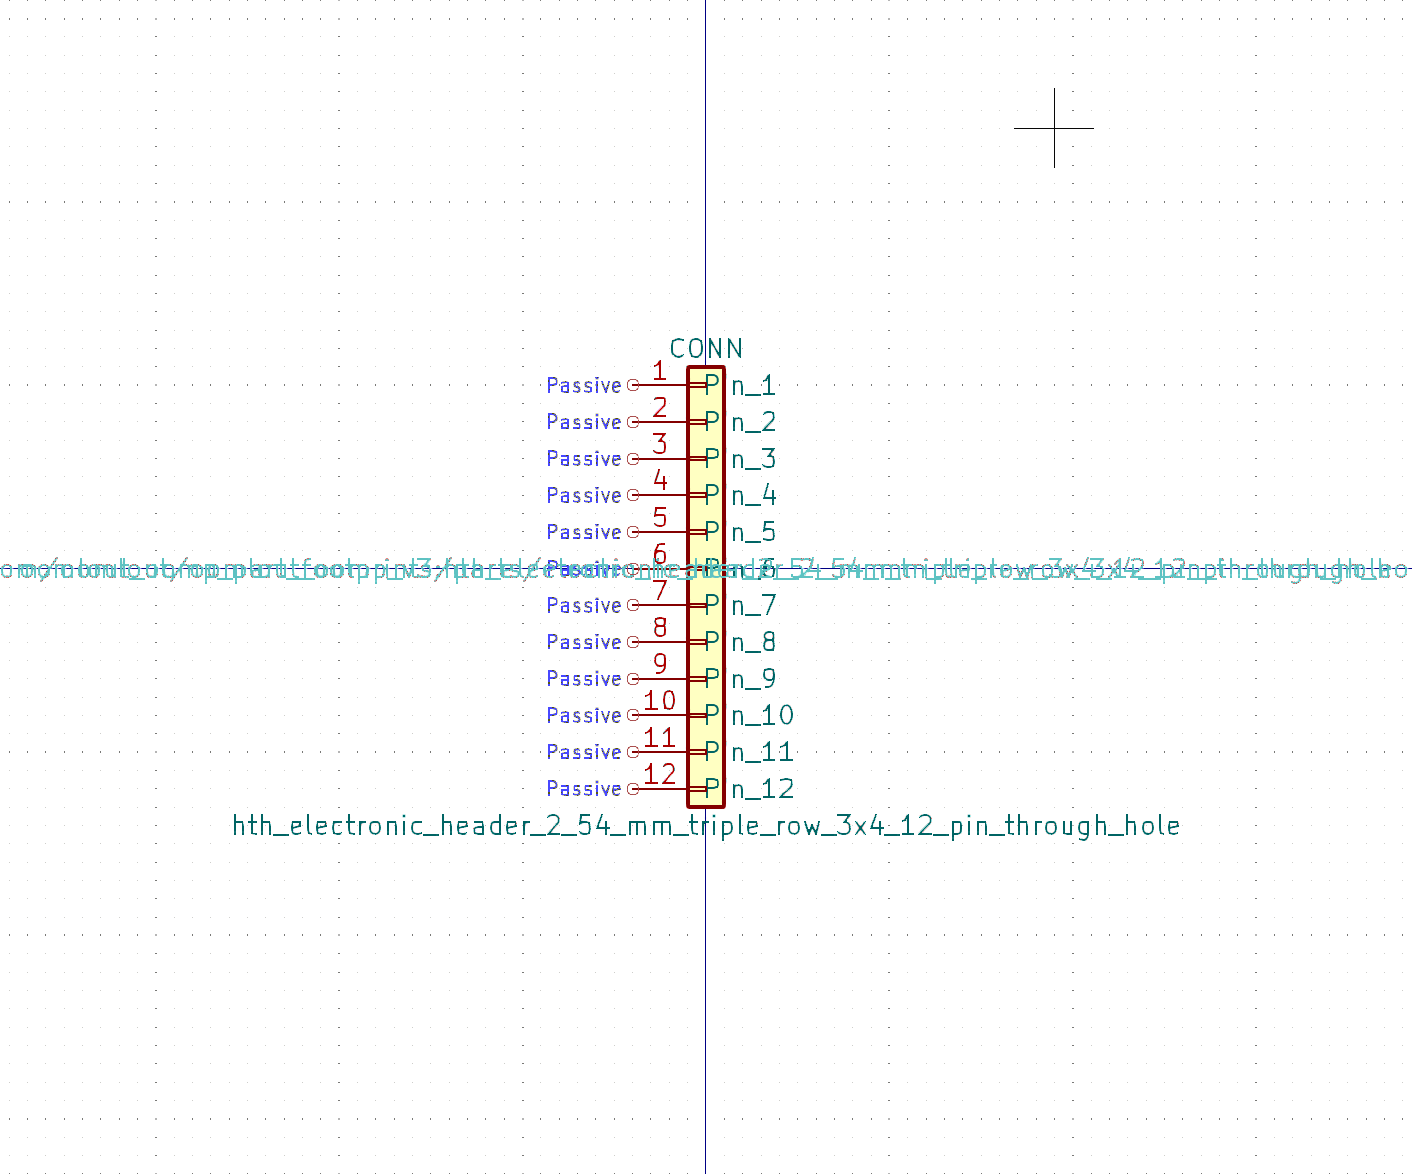 CONN
Passive 1 P n_1
Passive 2 P n_2
Passive 3 P n_3
Passive 4 P n_4
Passive 5 P n_5
Passive 6 P n_6
Passive 7 P n_7
Passive 8 P n_8
Passive 9 P n_9
Passive 10 P n_10
Passive 11 P n_11
Passive 12 P n_12
hth_electronic_header_2_54_mm_triple_row_3x4_12_pin_through_hole